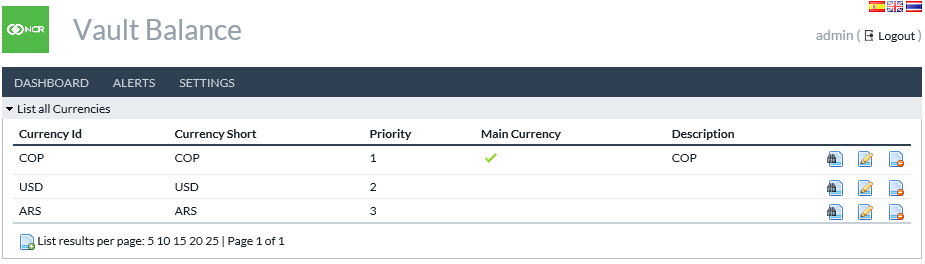 NCR
Vault Balance
admin ( Logout )
DASHBOARD ALERTS SETTINGS
List all Currencies
Currency Id Currency Short Priority Main Currency Description
COP COP 1 COP
USD USD 2
ARS ARS 3
List results per page: 5 10 15 20 25 | Page 1 of 1